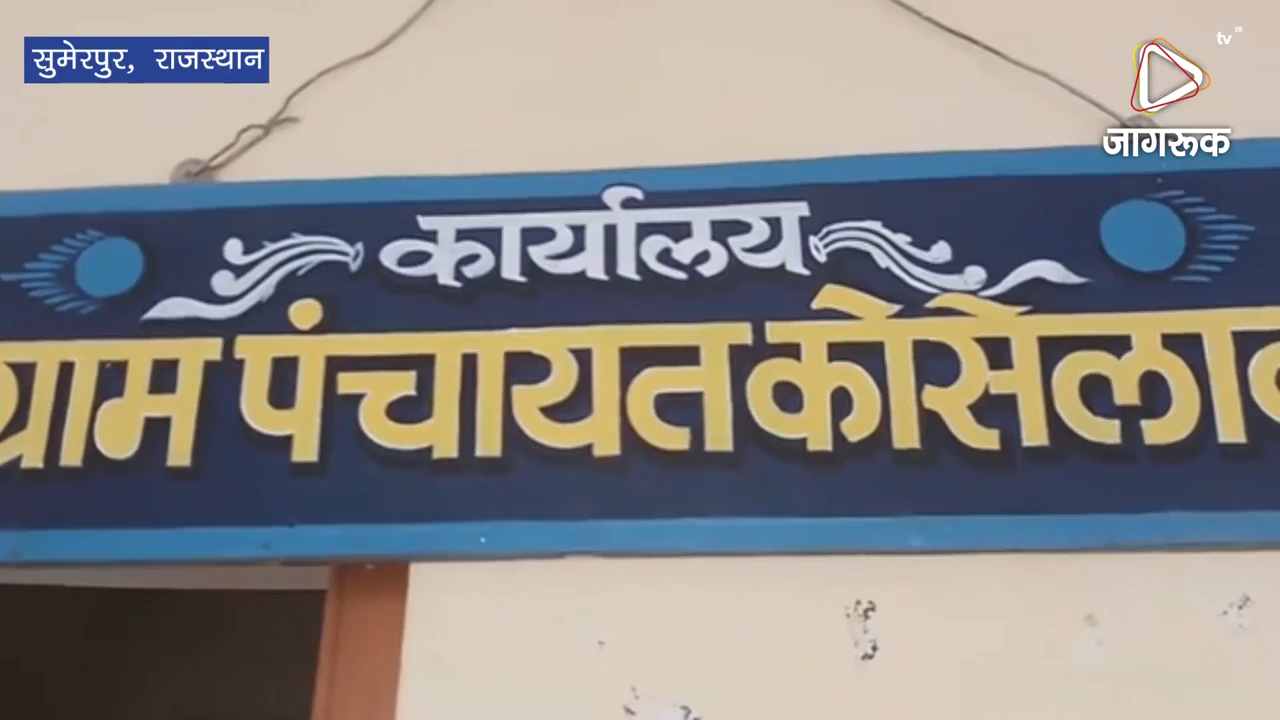 सुमेरपुर, राजस्थान
tv
जागरूक
कार्यालय
ग्राम पंचायत